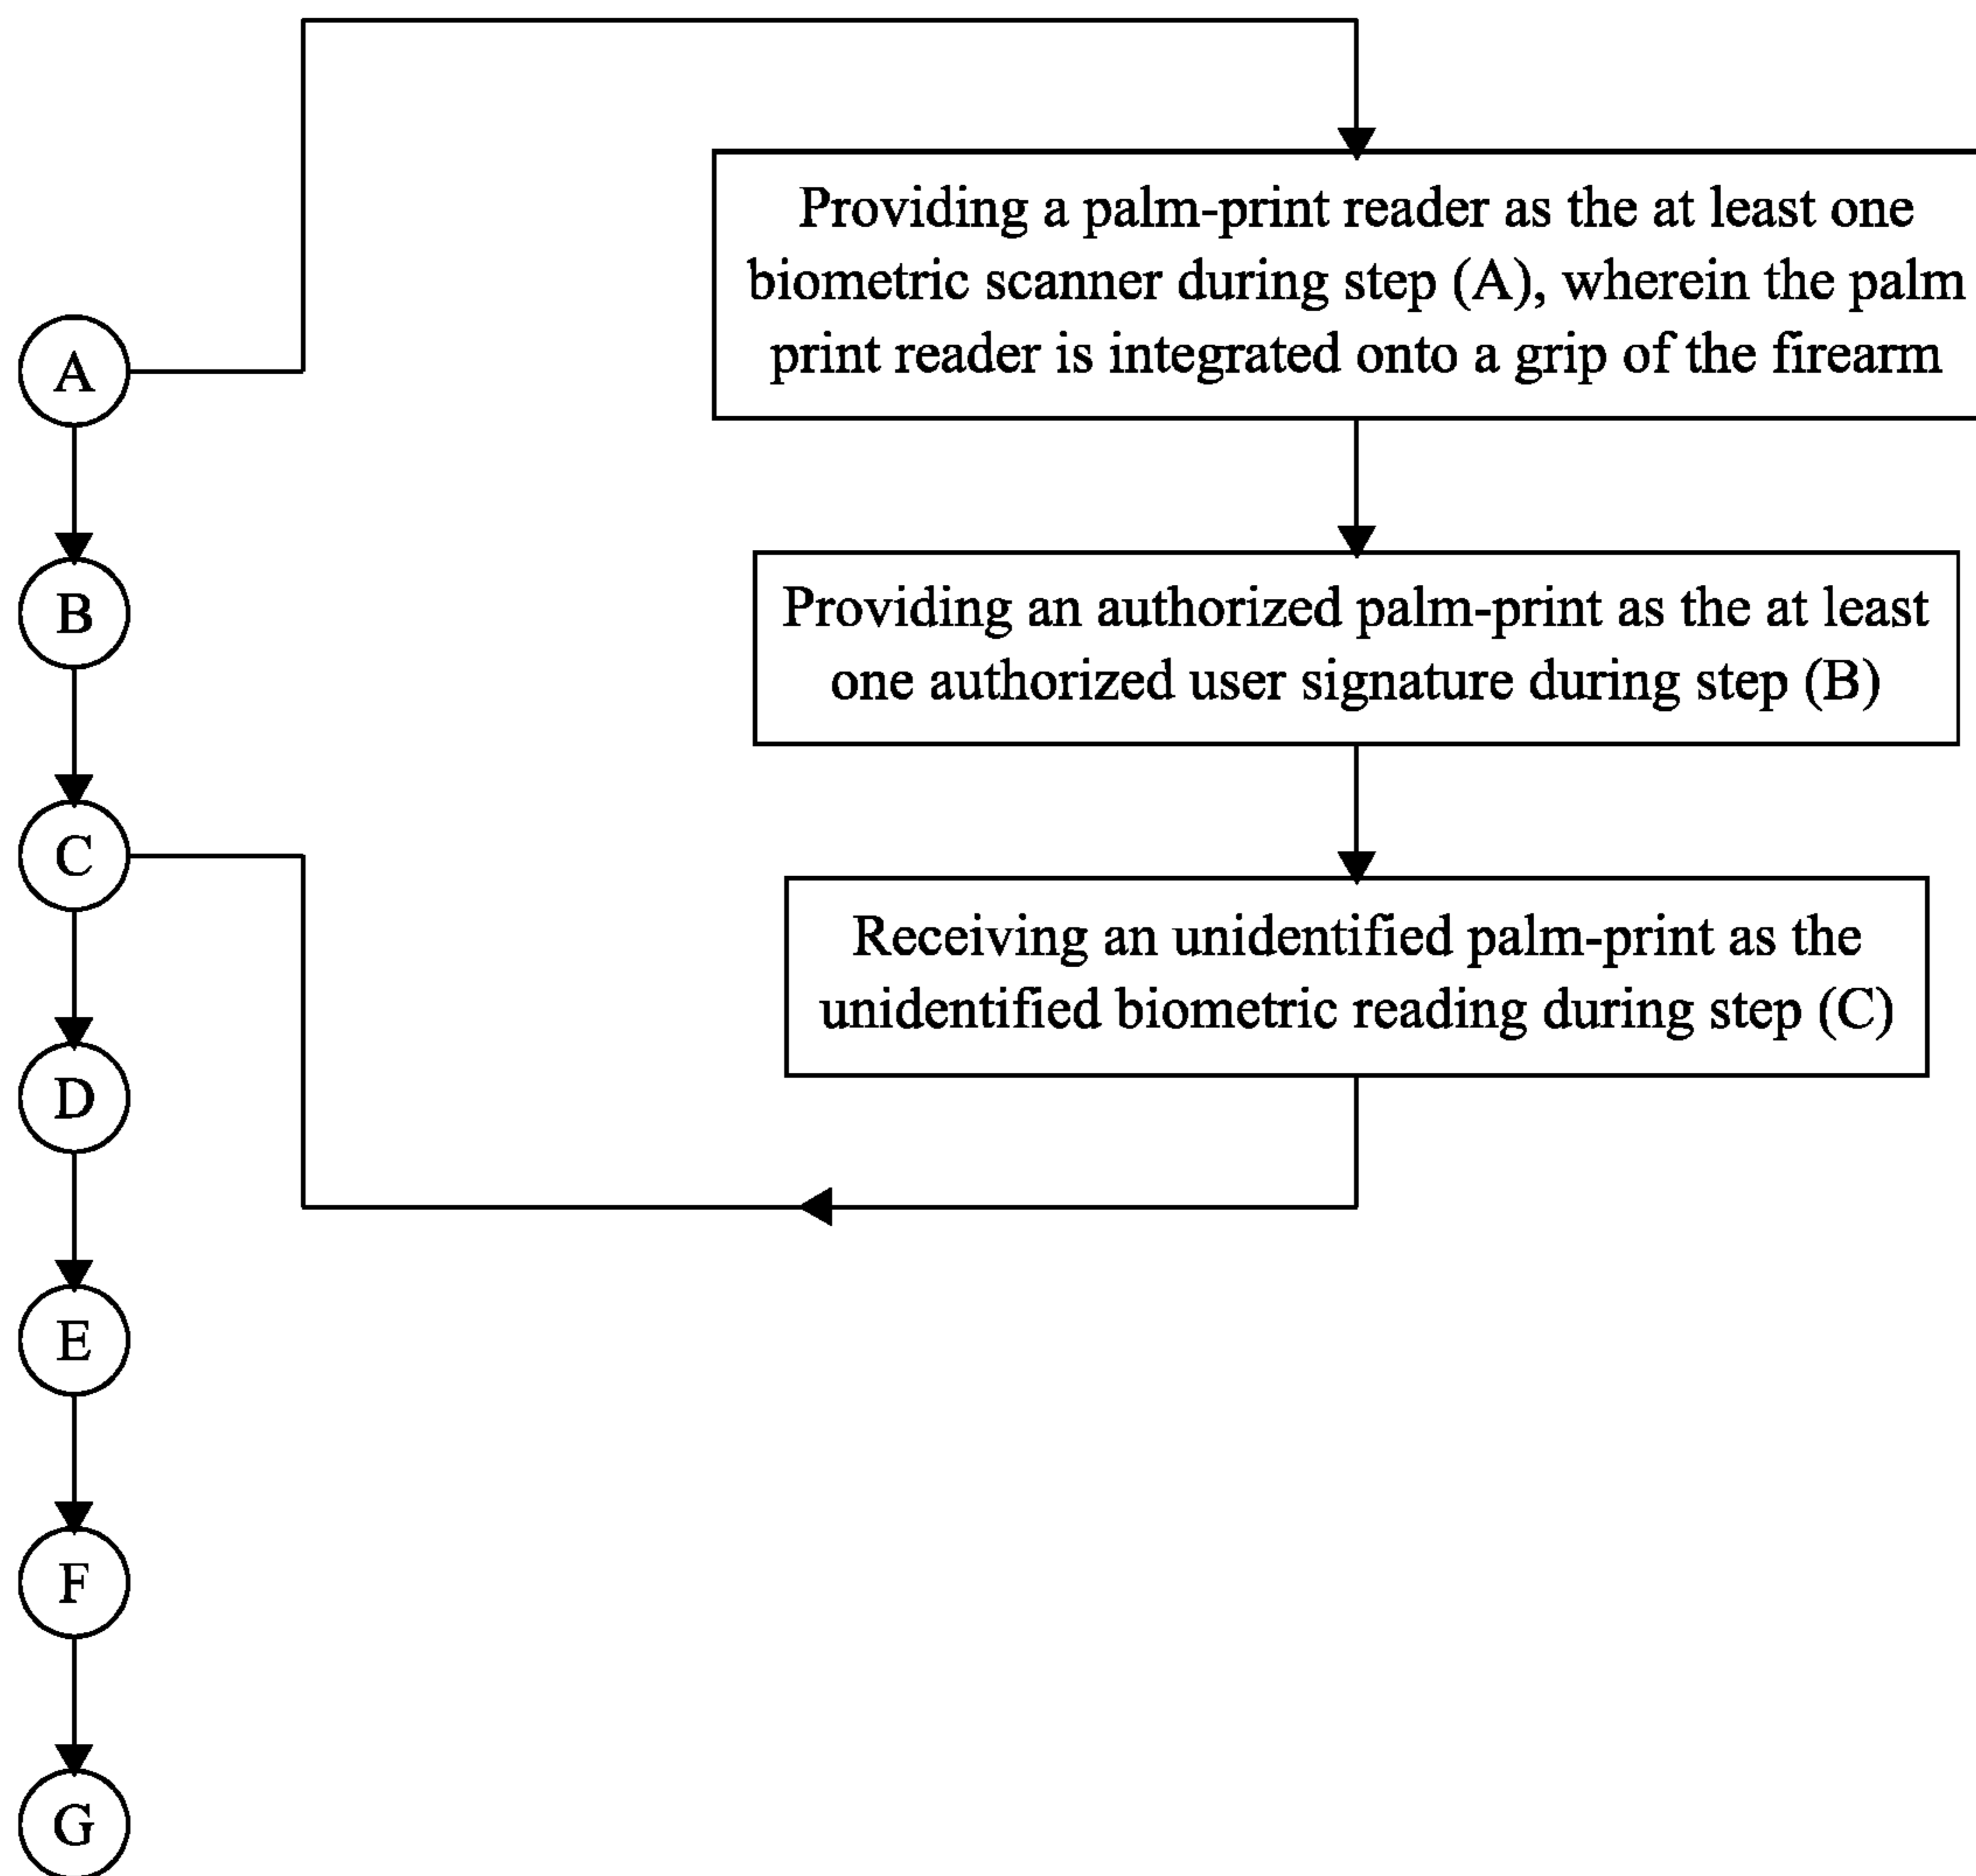 A
B
C
D
E
F
G
Providing a palm-print reader as the at least one
biometric scanner during step (A), wherein the palm
print reader is integrated onto a grip of the firearm
Providing an authorized palm-print as the at least
one authorized user signature during step (B)
Receiving an unidentified palm-print as the
unidentified biometric reading during step (C)